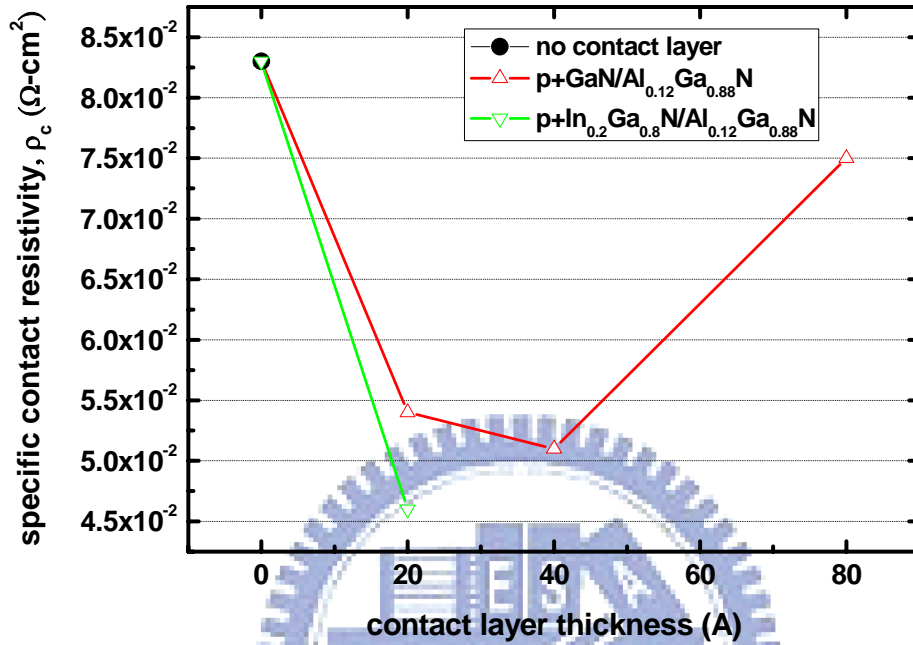 specific contact resistivity, ρc (Ω-cm²)
8.5x10⁻²
8.0x10⁻²
7.5x10⁻²
7.0x10⁻²
6.5x10⁻²
6.0x10⁻²
5.5x10⁻²
5.0x10⁻²
4.5x10⁻²
no contact layer
p+GaN/Al₀.₁₂Ga₀.₈₈N
p+In₀.₂Ga₀.₈N/Al₀.₁₂Ga₀.₈₈N
0 20 40 60 80
contact layer thickness (A)
E S A